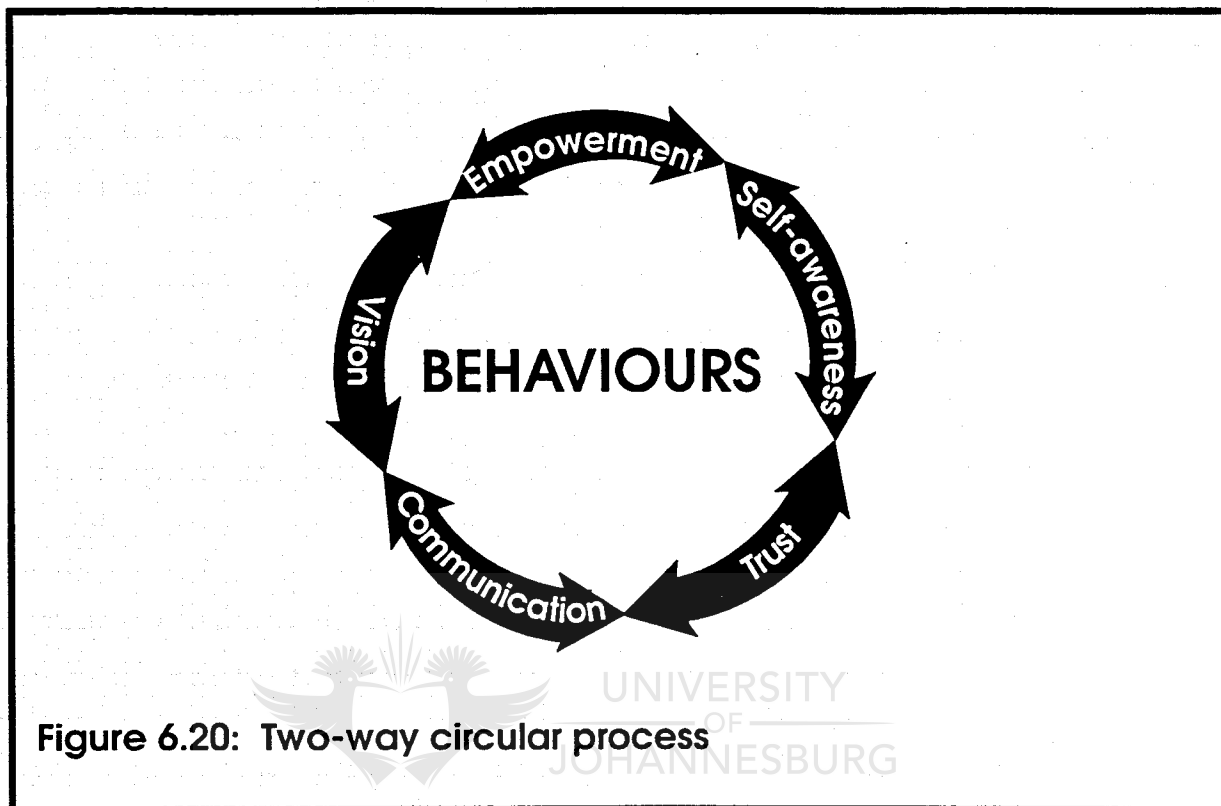 Empowerment
Self-awareness
Vision
BEHAVIOURS
Communication
Trust
UNIVERSITY
OF
JOHANNESBURG
Figure 6.20: Two-way circular process